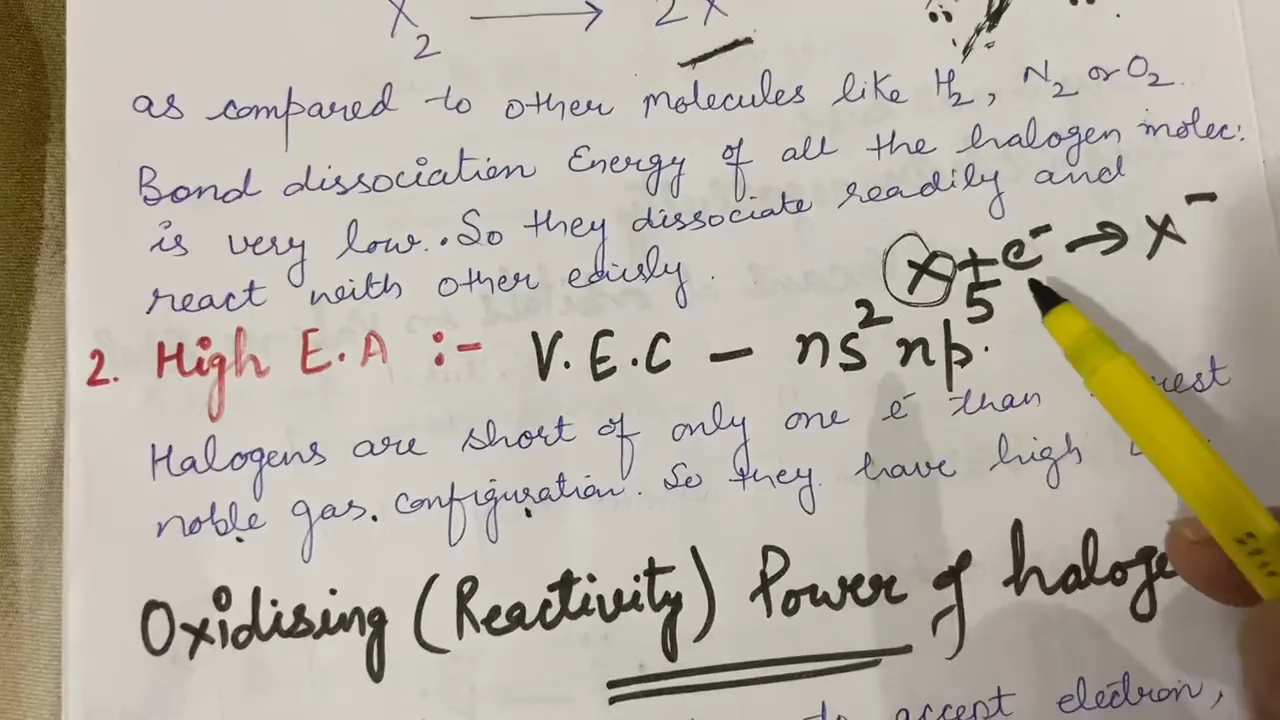 X₂ ⟶ 2X
as compared to other molecules like H₂, N₂ or O₂.
Bond dissociation Energy of all the halogen molec:
is very low. So they dissociate readily and
react with other edisly.
X + e⁻ → X⁻
2. High E.A :- V.E.C – ns² np⁵.
Halogens are short of only one e⁻ than
noble gas. configuration. So they have high
Oxidising (Reactivity) Power of
accept electron,